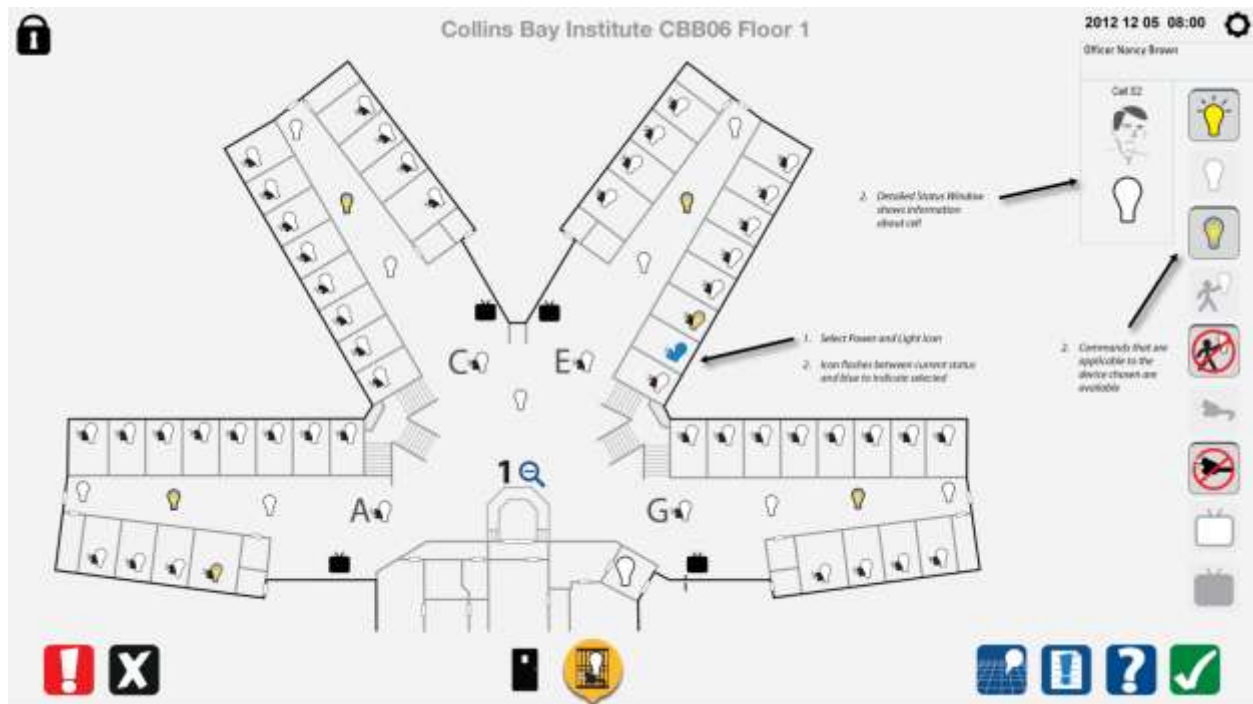 Collins Bay Institute CBB06 Floor 1
2012 12 05 08:00
Officer Nancy Brown
Cell 02
2. Detailed Status Window
shows information
about cell
1. Select Power and Light Icon
2. Icon flashes between current status
and blue to indicate selected
2. Commands that are
applicable to the
device chosen are
available
C
E
1
A
G